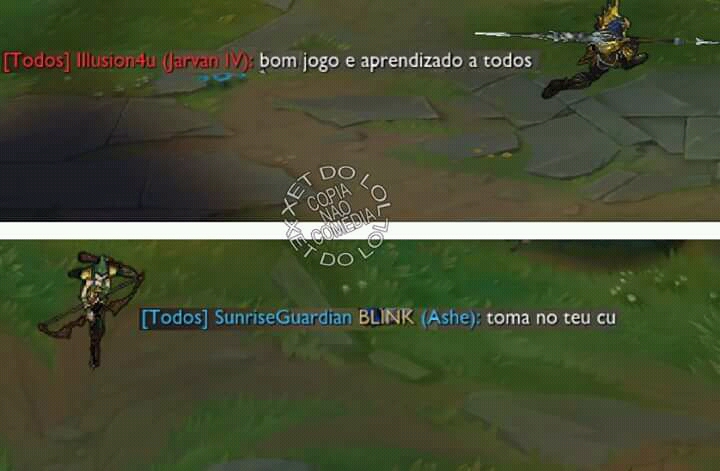 [Todos] Illusion4u (Jarvan IV): bom jogo e aprendizado a todos
XET DO LOL
COPIA
NÃO
COMEDIA
XET DO LOL
[Todos] SunriseGuardian BLINK (Ashe): toma no teu cu